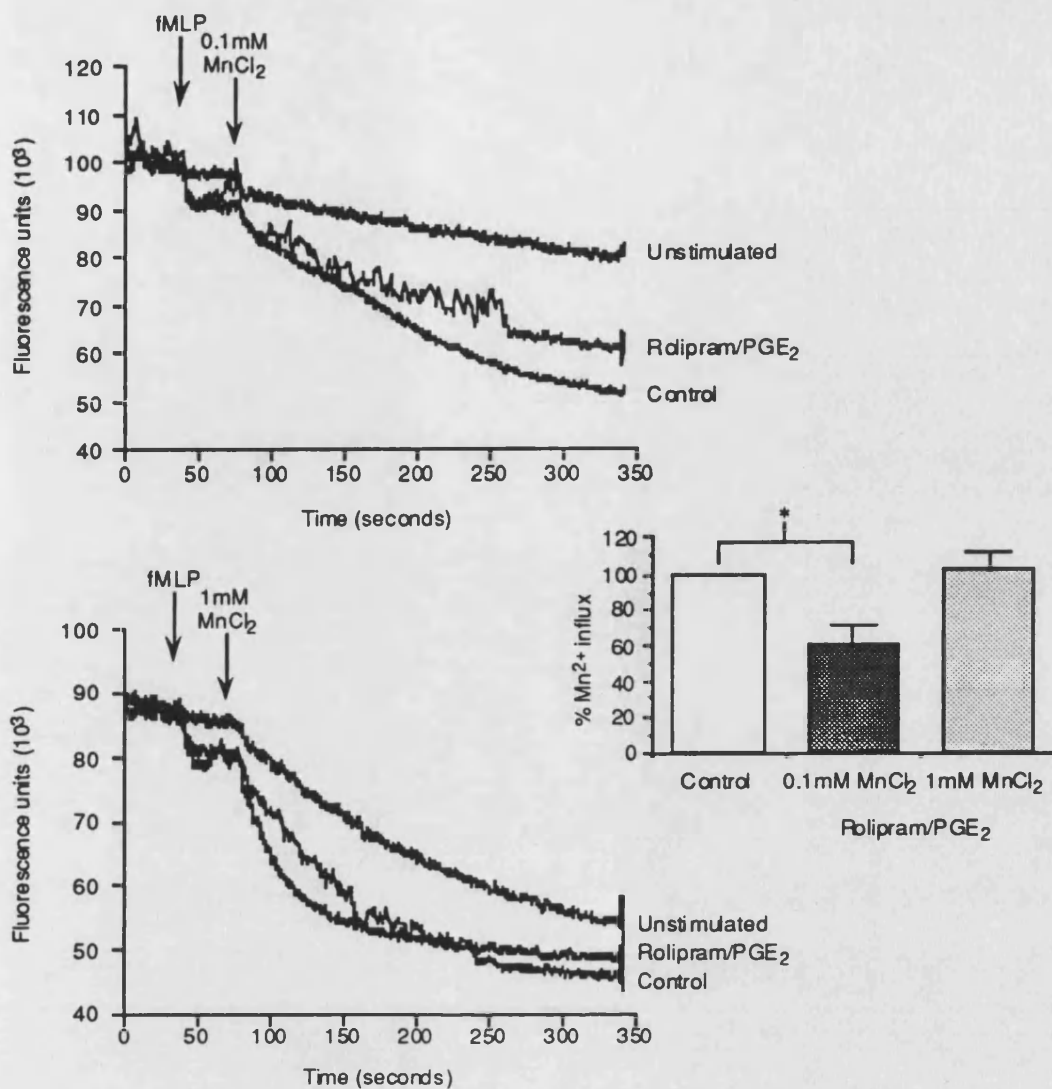 fMLP
0.1mM
MnCl2
120
110
100
90
80
70
60
50
40
Fluorescence units (10³)
Unstimulated
Rolipram/PGE2
Control
0 50 100 150 200 250 300 350
Time (seconds)
fMLP
1mM
MnCl2
100
90
80
70
60
50
40
Fluorescence units (10³)
Unstimulated
Rolipram/PGE2
Control
0 50 100 150 200 250 300 350
Time (seconds)
*
120
100
80
60
40
20
0
% Mn2+ influx
Control 0.1mM MnCl2 1mM MnCl2
Rolipram/PGE2